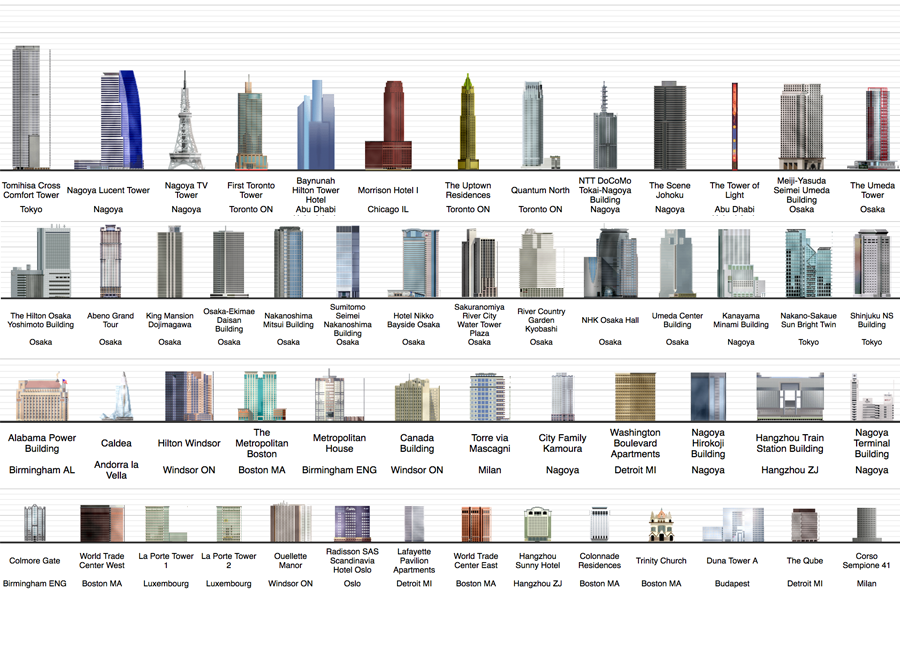 Tomihisa Cross
Comfort Tower
Tokyo
Nagoya Lucent Tower
Nagoya
Nagoya TV
Tower
Nagoya
First Toronto
Tower
Toronto ON
Baynunah
Hilton Tower
Hotel
Abu Dhabi
Morrison Hotel I
Chicago IL
The Uptown
Residences
Toronto ON
Quantum North
Toronto ON
NTT DoCoMo
Tokai-Nagoya
Building
Nagoya
The Scene
Johoku
Nagoya
The Tower of
Light
Abu Dhabi
Meiji-Yasuda
Seimei Umeda
Building
Osaka
The Umeda
Tower
Osaka
The Hilton Osaka
Yoshimoto Building
Osaka
Abeno Grand
Tour
Osaka
King Mansion
Dojimagawa
Osaka
Osaka-Ekimae
Daisan
Building
Osaka
Nakanoshima
Mitsui Building
Osaka
Sumitomo
Seimei
Nakanoshima
Building
Osaka
Hotel Nikko
Bayside Osaka
Osaka
Sakuranomiya
River City
Water Tower
Plaza
Osaka
River Country
Garden
Kyobashi
Osaka
NHK Osaka Hall
Osaka
Umeda Center
Building
Osaka
Kanayama
Minami Building
Nagoya
Nakano-Sakaue
Sun Bright Twin
Tokyo
Shinjuku NS
Building
Tokyo
Alabama Power
Building
Birmingham AL
Caldea
Andorra la
Vella
Hilton Windsor
Windsor ON
The
Metropolitan
Boston
Boston MA
Metropolitan
House
Birmingham ENG
Canada
Building
Windsor ON
Torre via
Mascagni
Milan
City Family
Kamoura
Nagoya
Washington
Boulevard
Apartments
Detroit MI
Nagoya
Hirokoji
Building
Nagoya
Hangzhou Train
Station Building
Hangzhou ZJ
Nagoya
Terminal
Building
Nagoya
Colmore Gate
Birmingham ENG
World Trade
Center West
Boston MA
La Porte Tower
1
Luxembourg
La Porte Tower
2
Luxembourg
Ouellette
Manor
Windsor ON
Radisson SAS
Scandinavia
Hotel Oslo
Oslo
Lafayette
Pavilion
Apartments
Detroit MI
World Trade
Center East
Boston MA
Hangzhou
Sunny Hotel
Hangzhou ZJ
Colonnade
Residences
Boston MA
Trinity Church
Boston MA
Duna Tower A
Budapest
The Qube
Detroit MI
Corso
Sempione 41
Milan